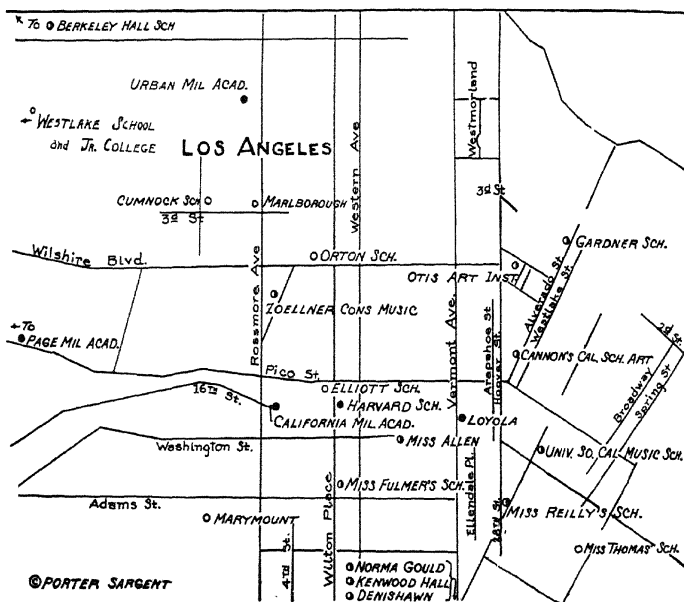 To BERKELEY HALL SCH
URBAN MIL ACAD.
WESTLAKE SCHOOL
and JR. COLLEGE
LOS ANGELES
Western Ave
Westmorland
3d St
CUMNOCK SCH
MARLBOROUGH
3d St
Wilshire Blvd.
ORTON SCH.
GARDNER SCH.
OTIS ART INST
Rossmore Ave
ZOELLNER CONS MUSIC
Vermont Ave.
Arapahoe St
Hoover St.
Alverado St.
Westlake St.
2d St.
To
PAGE MIL ACAD.
CANNON'S CAL. SCH. ART
Pico St.
Broadway
Spring St
16TH St.
ELLIOTT SCH.
HARVARD SCH.
CALIFORNIA MIL ACAD.
LOYOLA
Washington St.
MISS ALLEN
UNIV. SO. CAL. MUSIC SCH.
Ellendale Pl.
MISS FULMER'S SCH.
Adams St.
MISS REILLY'S SCH.
MARYMOUNT
Wilton Place
4TH St.
28TH St.
MISS THOMAS' SCH.
NORMA GOULD
KENWOOD HALL
DENISHAWN
©PORTER SARGENT